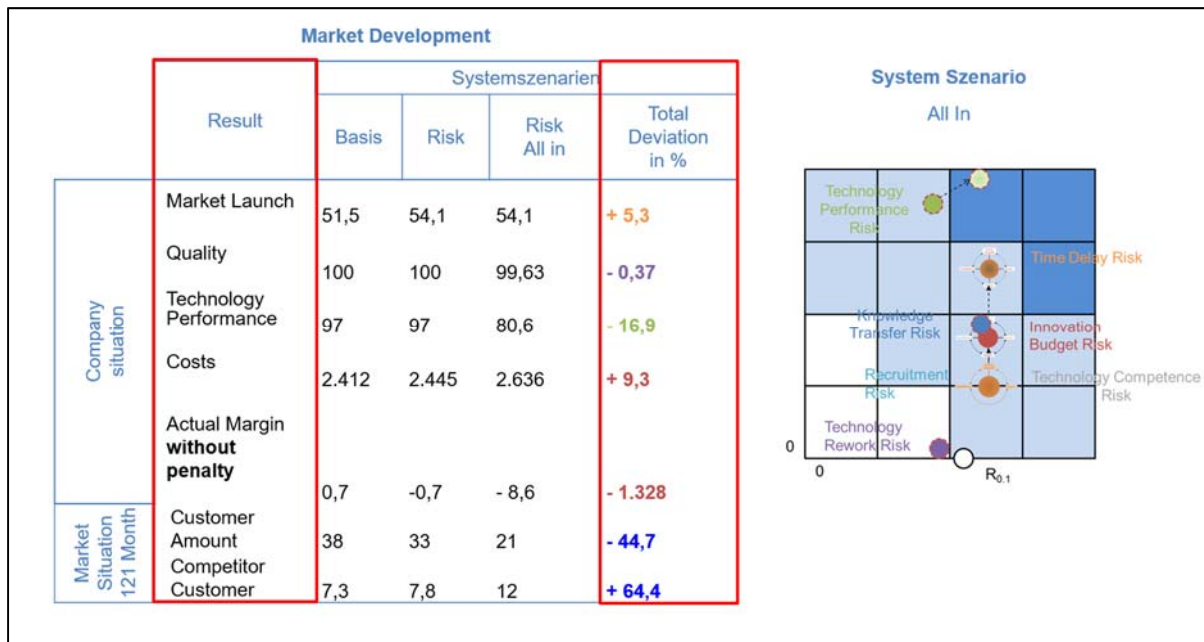 Market Development
Systemszenarien
Result
Basis
Risk
Risk
All in
Total
Deviation
in %
Company
situation
Market Launch
51,5 54,1 54,1 + 5,3
Quality
100 100 99,63 - 0,37
Technology
Performance
97 97 80,6 - 16,9
Costs
2.412 2.445 2.636 + 9,3
Actual Margin
without
penalty
0,7 -0,7 - 8,6 - 1.328
Market
Situation
121 Month
Customer
Amount 38 33 21 - 44,7
Competitor
Customer 7,3 7,8 12 + 64,4
System Szenario
All In
Technology
Performance
Risk
Time Delay Risk
Knowledge
Transfer Risk
Innovation
Budget Risk
Recruitment
Risk
Technology Competence
Risk
Technology
Rework Risk
0
0
R0.1